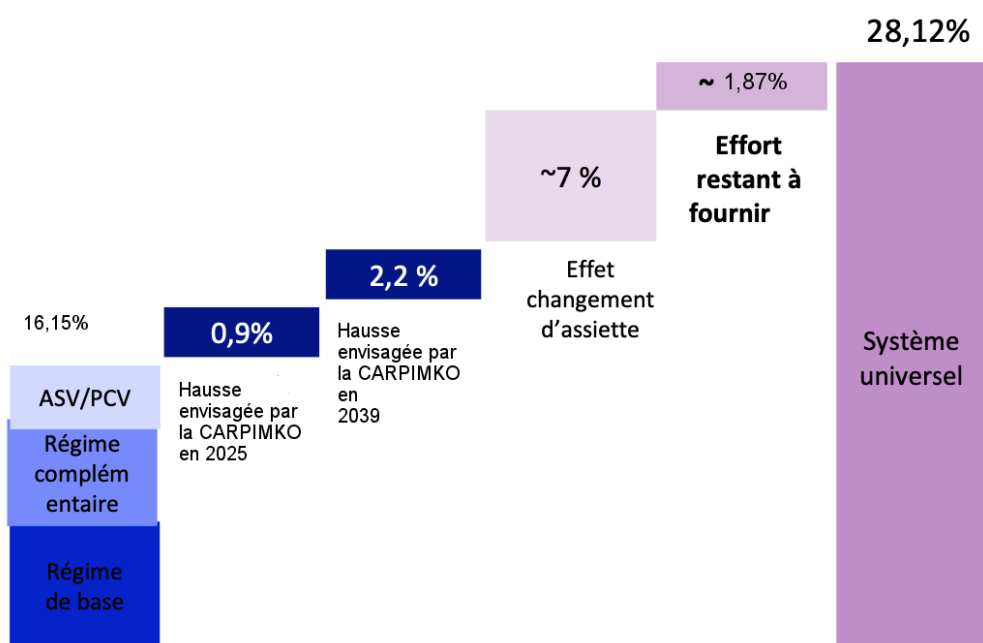 28,12%
~ 1,87%
Effort
restant à
fournir
~7 %
Effet
changement
d'assiette
2,2 %
Hausse
envisagée par
la CARPIMKO
en
2039
0,9%
Hausse
envisagée par
la CARPIMKO
en 2025
16,15%
ASV/PCV
Régime
complém
entaire
Régime
de base
Système
universel